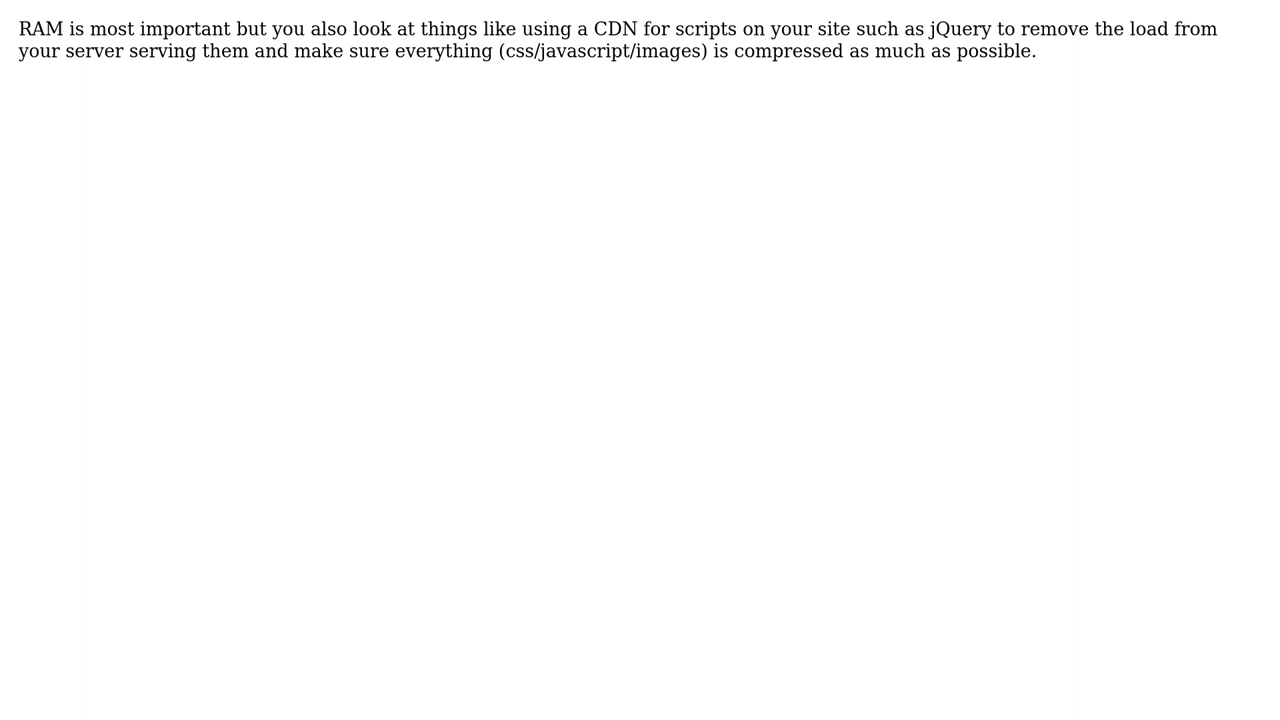 RAM is most important but you also look at things like using a CDN for scripts on your site such as jQuery to remove the load from
your server serving them and make sure everything (css/javascript/images) is compressed as much as possible.